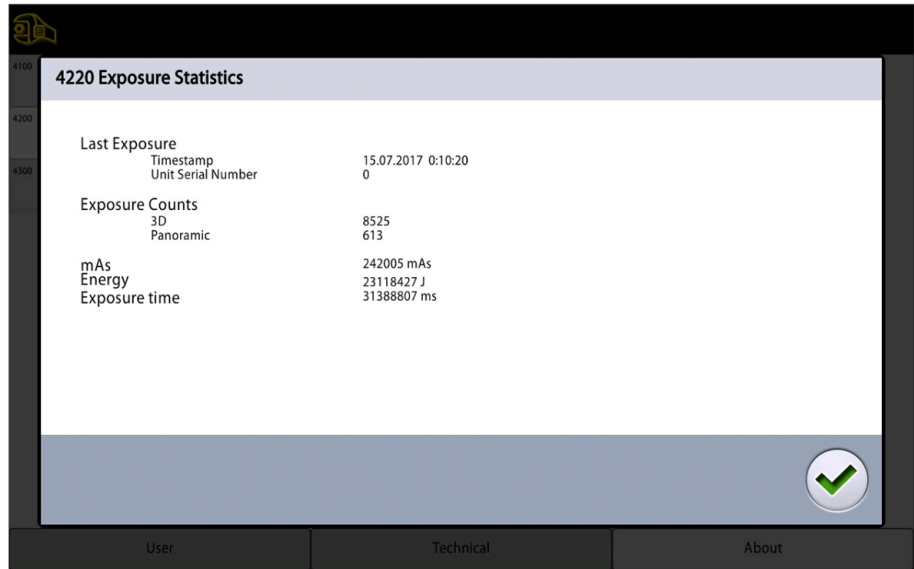 4100
4220 Exposure Statistics
4200
Last Exposure
Timestamp 15.07.2017 0:10:20
4300
Unit Serial Number 0
Exposure Counts
3D 8525
Panoramic 613
mAs 242005 mAs
Energy 23118427 J
Exposure time 31388807 ms
User Technical About